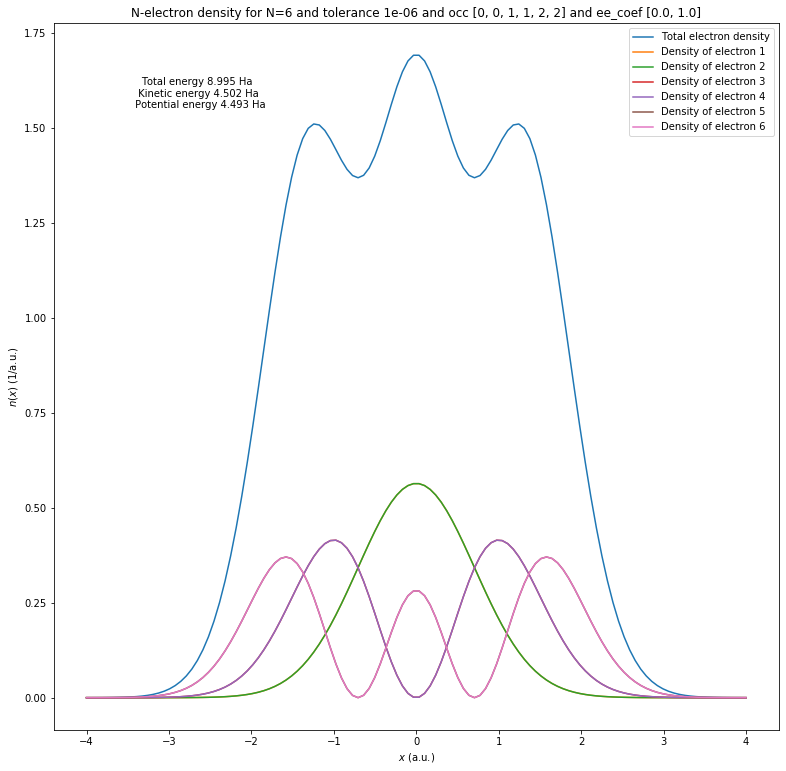 N-electron density for N=6 and tolerance 1e-06 and occ [0, 0, 1, 1, 2, 2] and ee_coef [0.0, 1.0]
Total electron density
Density of electron 1
Density of electron 2
Density of electron 3
Density of electron 4
Density of electron 5
Density of electron 6
Total energy 8.995 Ha
Kinetic energy 4.502 Ha
Potential energy 4.493 Ha
n(x) (1/a.u.)
1.75
1.50
1.25
1.00
0.75
0.50
0.25
0.00
−4
−3
−2
−1
0
1
2
3
4
x (a.u.)